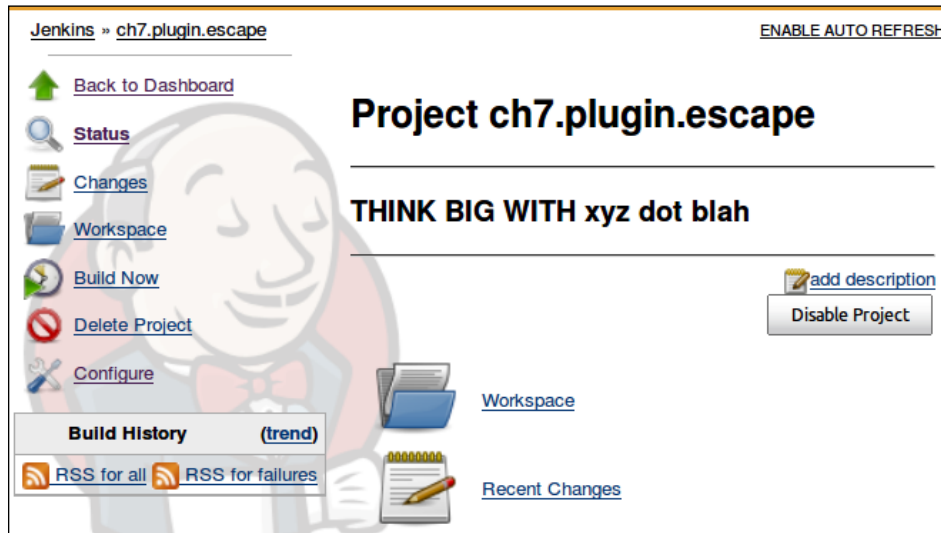 Jenkins » ch7.plugin.escape
ENABLE AUTO REFRESH
Back to Dashboard
Status
Changes
Workspace
Build Now
Delete Project
Configure
Build History (trend)
RSS for all RSS for failures
Project ch7.plugin.escape
THINK BIG WITH xyz dot blah
add description
Disable Project
Workspace
Recent Changes